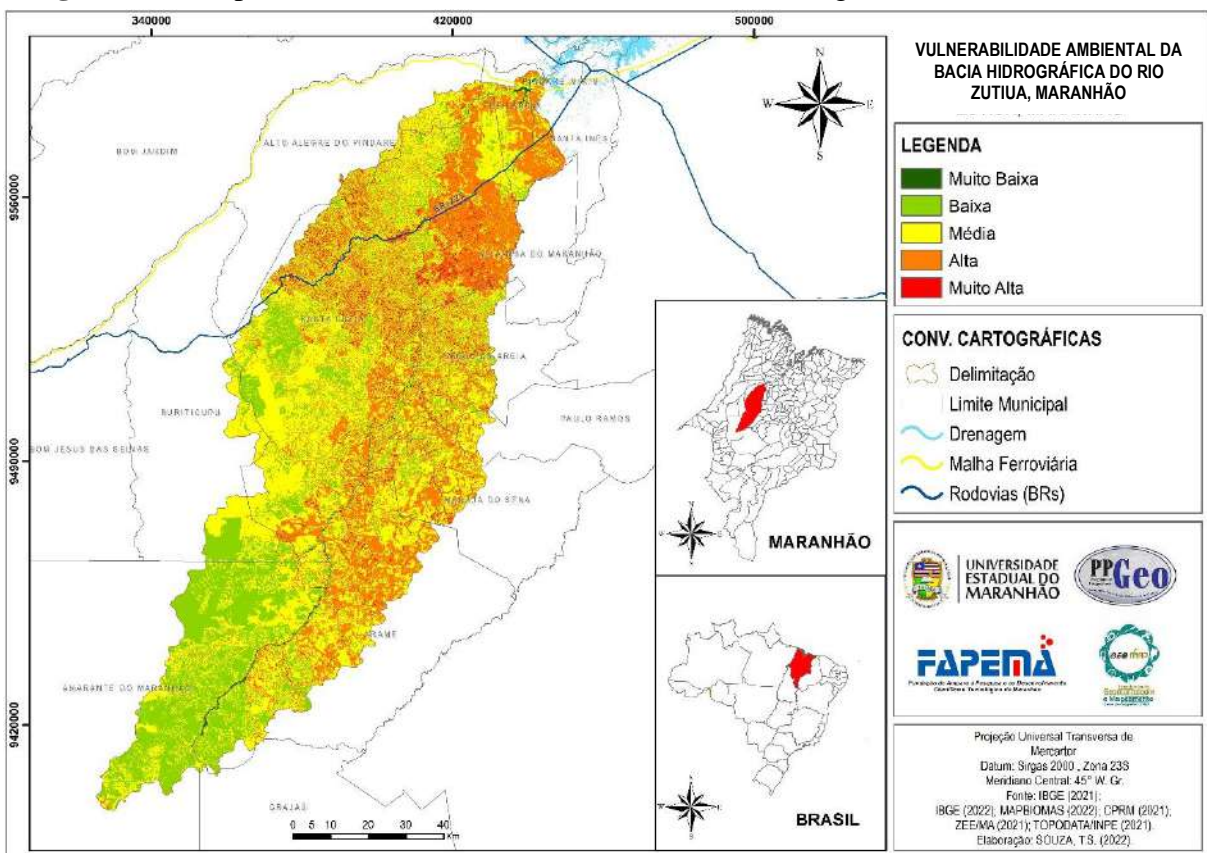 340000
420000
500000
9560000
9490000
9420000
N
W
E
S
BOM JARDIM
ALTO ALEGRE DO PINDARÉ
SANTA INÊS
BURITICUPU
BOM JESUS DAS SELVAS
PAULO RAMOS
MARAJÁ DO SENA
ARAME
AMARANTE DO MARANHÃO
GRAJAÚ
0 5 10 20 30 40
Km
MARANHÃO
BRASIL
VULNERABILIDADE AMBIENTAL DA
BACIA HIDROGRÁFICA DO RIO
ZUTIUA, MARANHÃO
LEGENDA
Muito Baixa
Baixa
Média
Alta
Muito Alta
CONV. CARTOGRÁFICAS
Delimitação
Limite Municipal
Drenagem
Malha Ferroviária
Rodovias (BRs)
UNIVERSIDADE
ESTADUAL DO
MARANHÃO
PPGeo
FAPEMA
Projeção Universal Transversa de
Mercartor
Datum: Sirgas 2000 , Zona 23S
Meridiano Central: 45° W. Gr.
Fonte: IBGE (2021);
IBGE (2022); MAPBIOMAS (2022); CPRM (2021);
ZEE/MA (2021); TOPODATA/INPE (2021).
Elaboração: SOUZA, T.S. (2022).